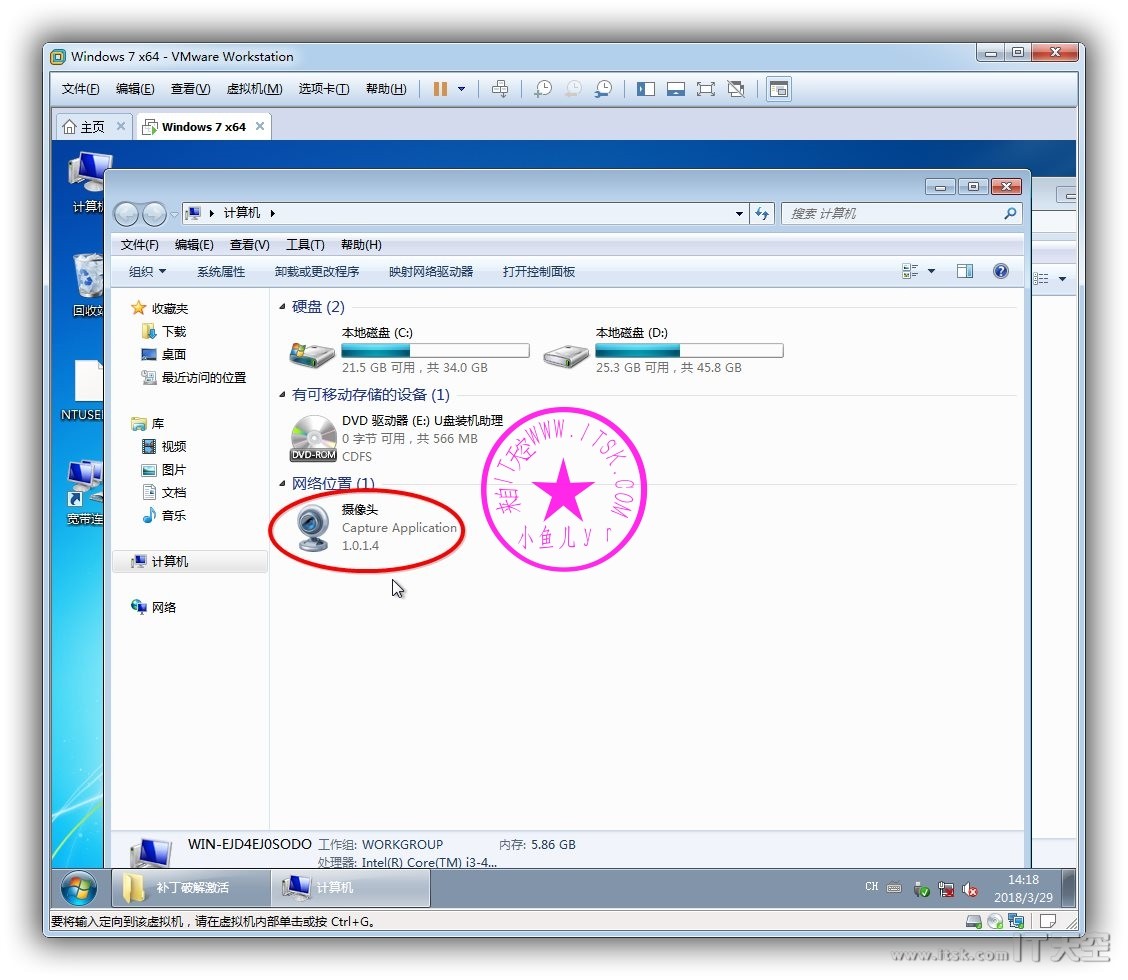 Windows 7 x64 - VMware Workstation
文件(F) 编辑(E) 查看(V) 虚拟机(M) 选项卡(T) 帮助(H)
主页 Windows 7 x64
计算机
搜索 计算机
文件(F) 编辑(E) 查看(V) 工具(T) 帮助(H)
组织 系统属性 卸载或更改程序 映射网络驱动器 打开控制面板
收藏夹
下载
桌面
最近访问的位置
库
视频
图片
文档
音乐
计算机
网络
硬盘 (2)
本地磁盘 (C:)
21.5 GB 可用，共 34.0 GB
本地磁盘 (D:)
25.3 GB 可用，共 45.8 GB
有可移动存储的设备 (1)
DVD-ROM
DVD 驱动器 (E:) U盘装机助理
0 字节 可用，共 566 MB
CDFS
网络位置 (1)
摄像头
Capture Application
1.0.1.4
来自IT天空WWW.ITSK.COM
小鱼儿yr
回收站
NTUSE
宽带连
WIN-EJD4EJ0SODO 工作组: WORKGROUP 内存: 5.86 GB
处理器: Intel(R) Core(TM) i3-4...
补丁破解激活
计算机
CH
14:18
2018/3/29
要将输入定向到该虚拟机，请在虚拟机内部单击或按 Ctrl+G。
www.itsk.com IT天空